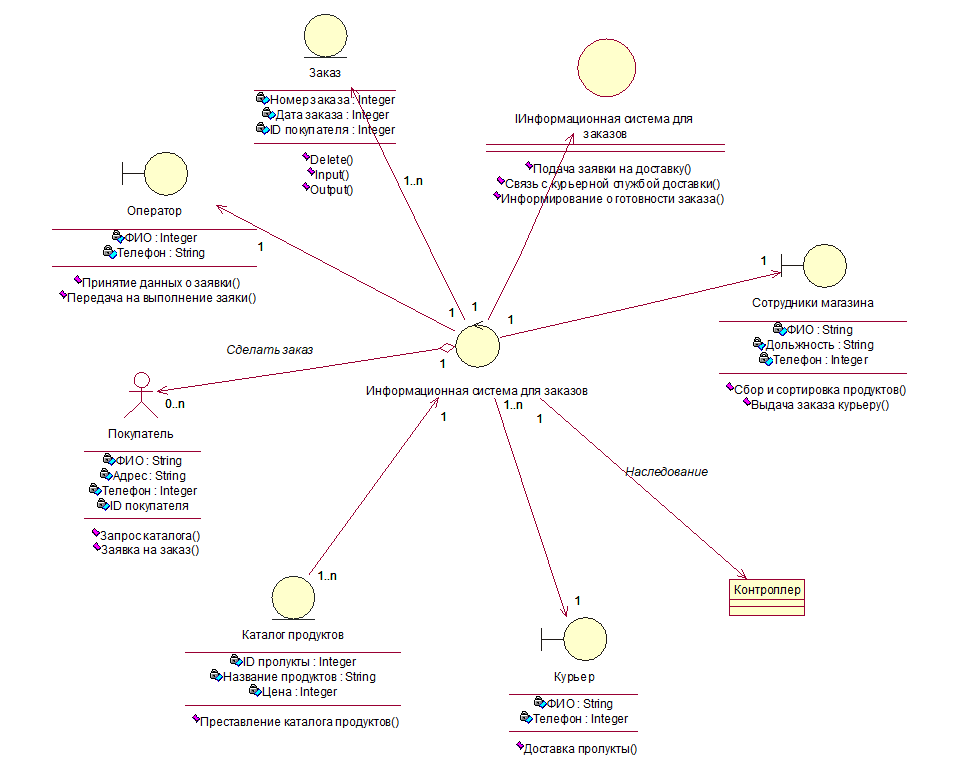 Заказ
Номер заказа : Integer
Дата заказа : Integer
ID покупателя : Integer
Delete()
Input()
Output()
IИнформационная система для
заказов
Подача заявки на доставку()
Связь с курьерной службой доставки()
Информирование о готовности заказа()
Оператор
ФИО : Integer
Телефон : String
Принятие данных о заявки()
Передача на выполнение заяки()
1
1..n
1
1
1
1
Сотрудники магазина
ФИО : String
Дольжность : String
Телефон : Integer
Сбор и сортировка продуктов()
Выдача заказа курьеру()
Сделать заказ
1
0..n
Информационная система для заказов
Покупатель
ФИО : String
Адрес : String
Телефон : Integer
ID покупателя
Запрос каталога()
Заявка на заказ()
1
1..n
1
Наследование
1..n
Каталог продуктов
ID пролукты : Integer
Название продуктов : String
Цена : Integer
Преставление каталога продуктов()
Контроллер
1
Курьер
ФИО : String
Телефон : Integer
Доставка пролукты()